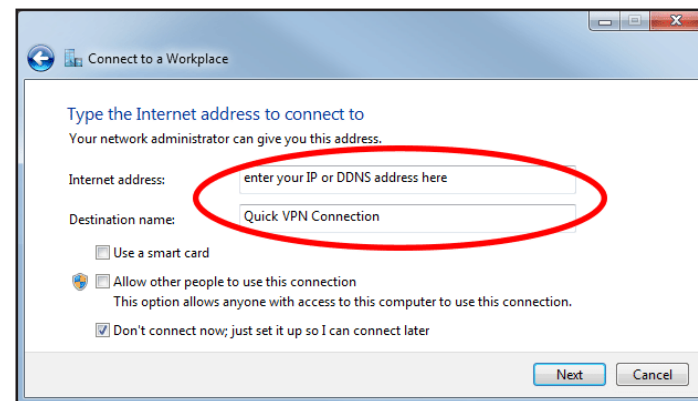 Connect to a Workplace
Type the Internet address to connect to
Your network administrator can give you this address.
Internet address: enter your IP or DDNS address here
Destination name: Quick VPN Connection
Use a smart card
Allow other people to use this connection
This option allows anyone with access to this computer to use this connection.
Don't connect now; just set it up so I can connect later
Next Cancel